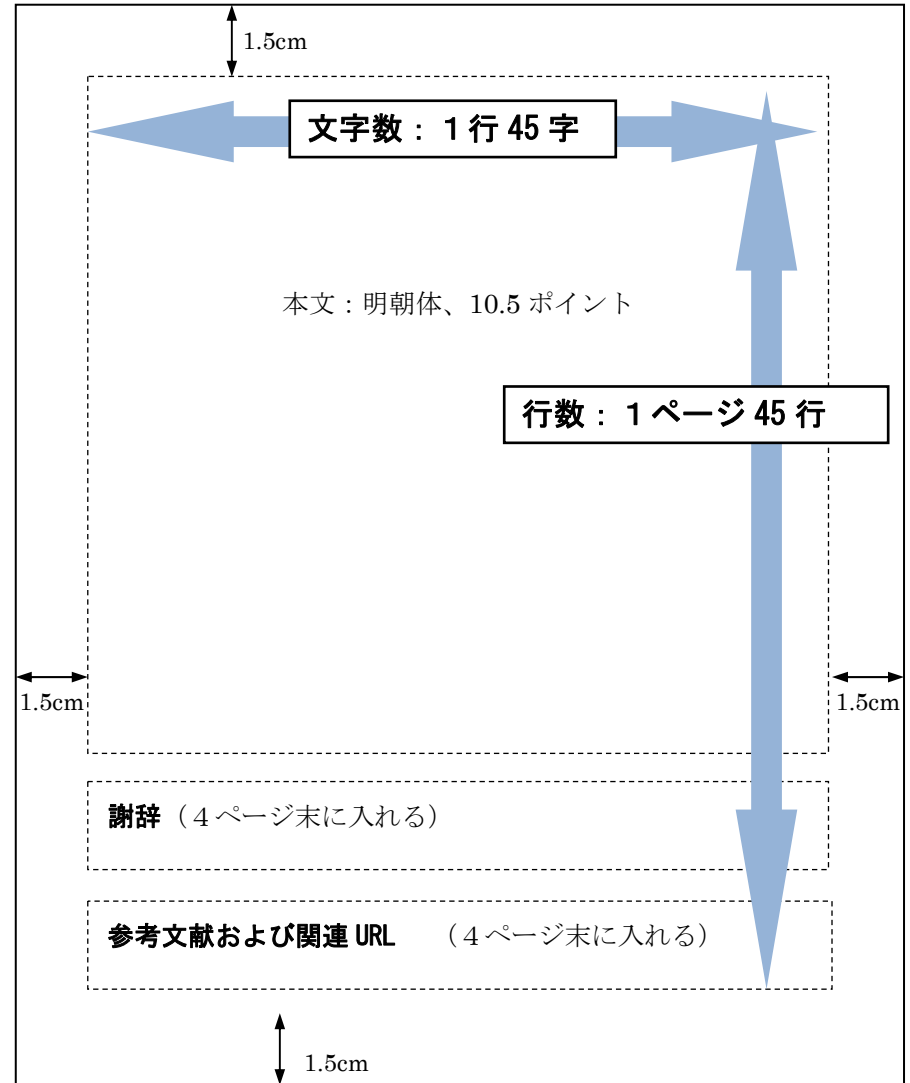 1.5cm
文字数：１行 45 字
本文：明朝体、10.5 ポイント
行数：１ページ 45 行
1.5cm
1.5cm
謝辞（４ページ末に入れる）
参考文献および関連 URL　（４ページ末に入れる）
1.5cm